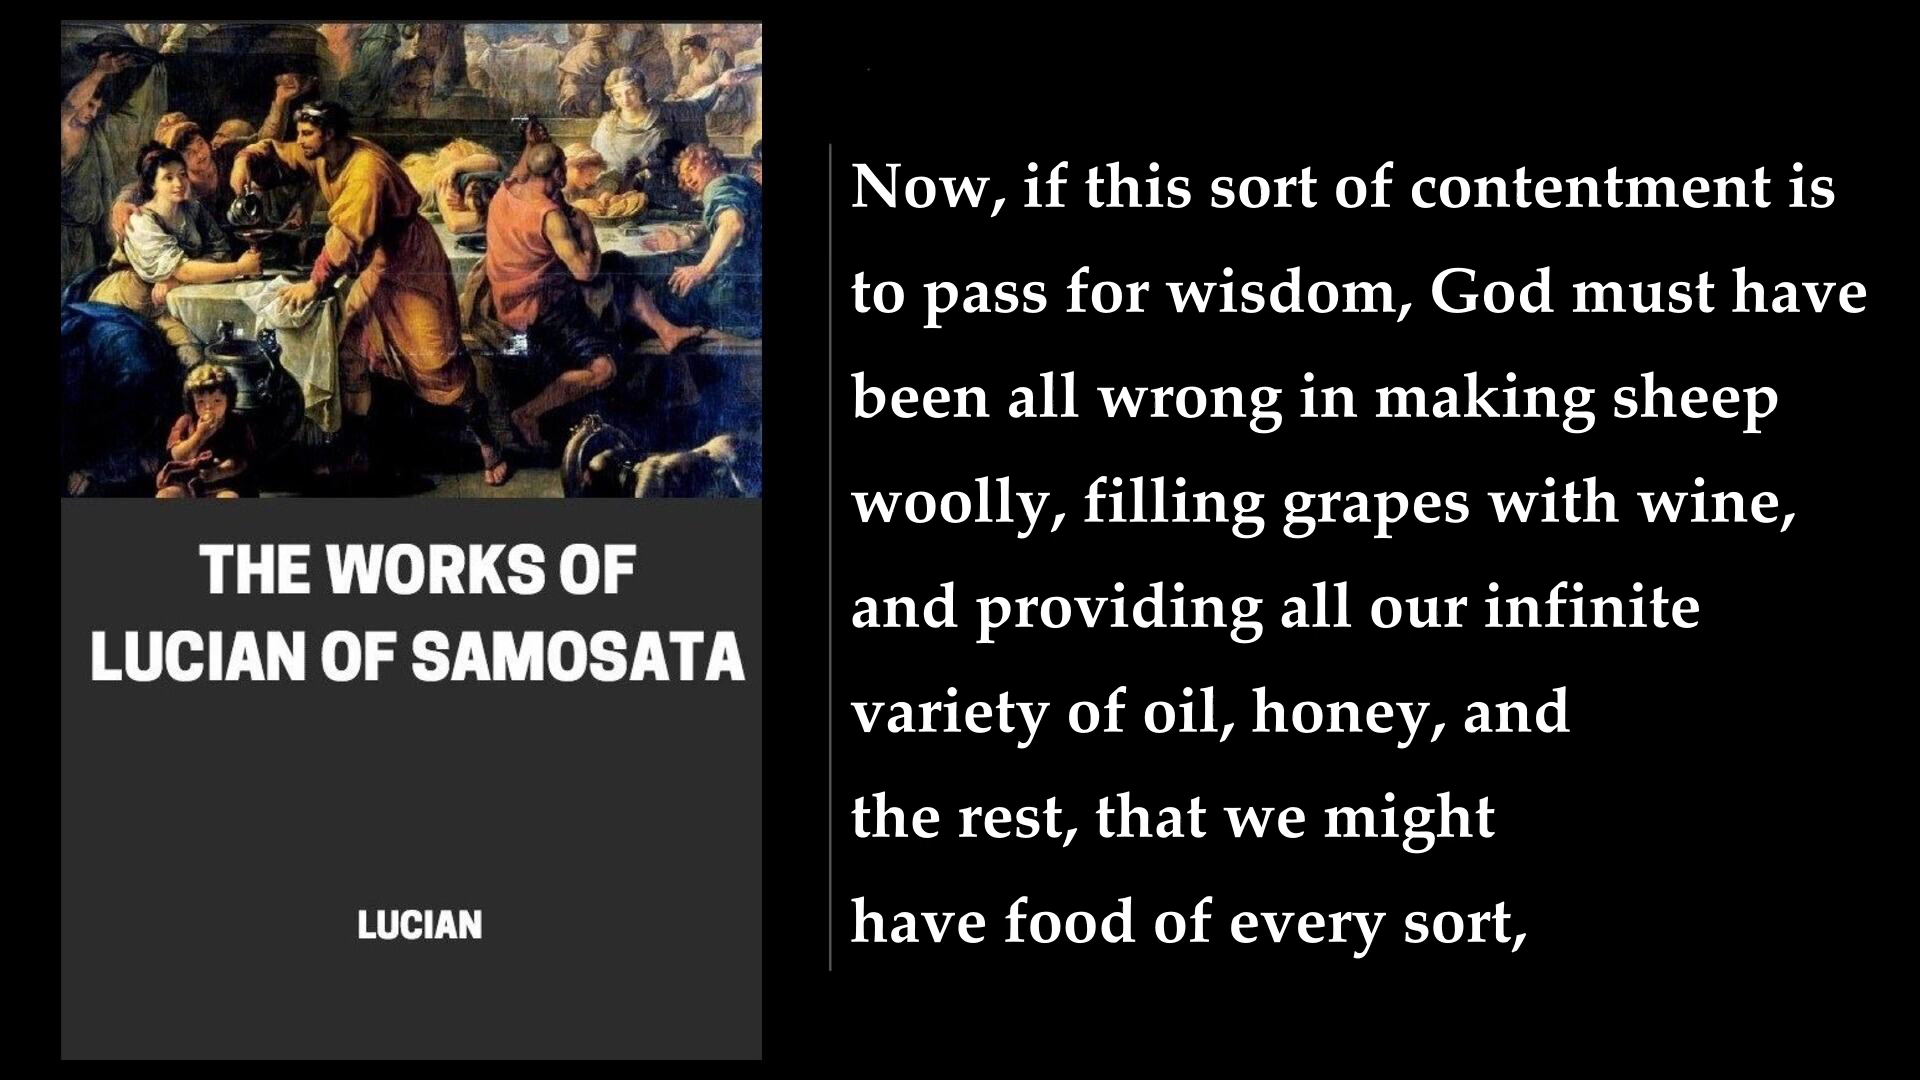 THE WORKS OF
LUCIAN OF SAMOSATA
LUCIAN
Now, if this sort of contentment is
to pass for wisdom, God must have
been all wrong in making sheep
woolly, filling grapes with wine,
and providing all our infinite
variety of oil, honey, and
the rest, that we might
have food of every sort,